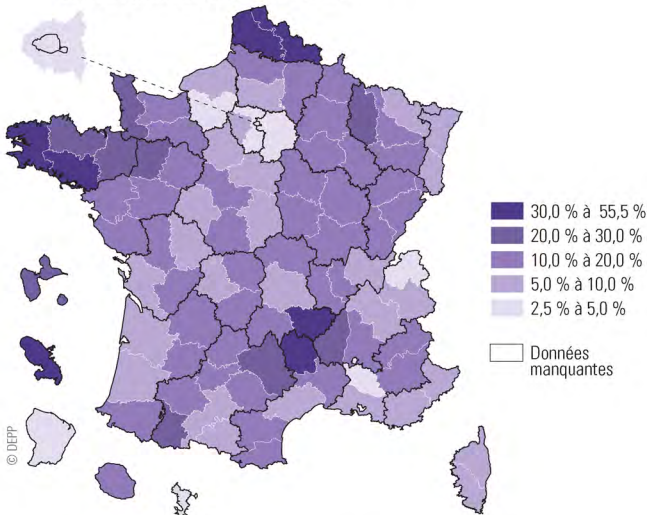 30,0 % à 55,5 %
20,0 % à 30,0 %
10,0 % à 20,0 %
5,0 % à 10,0 %
2,5 % à 5,0 %
Données
manquantes
© DEPP